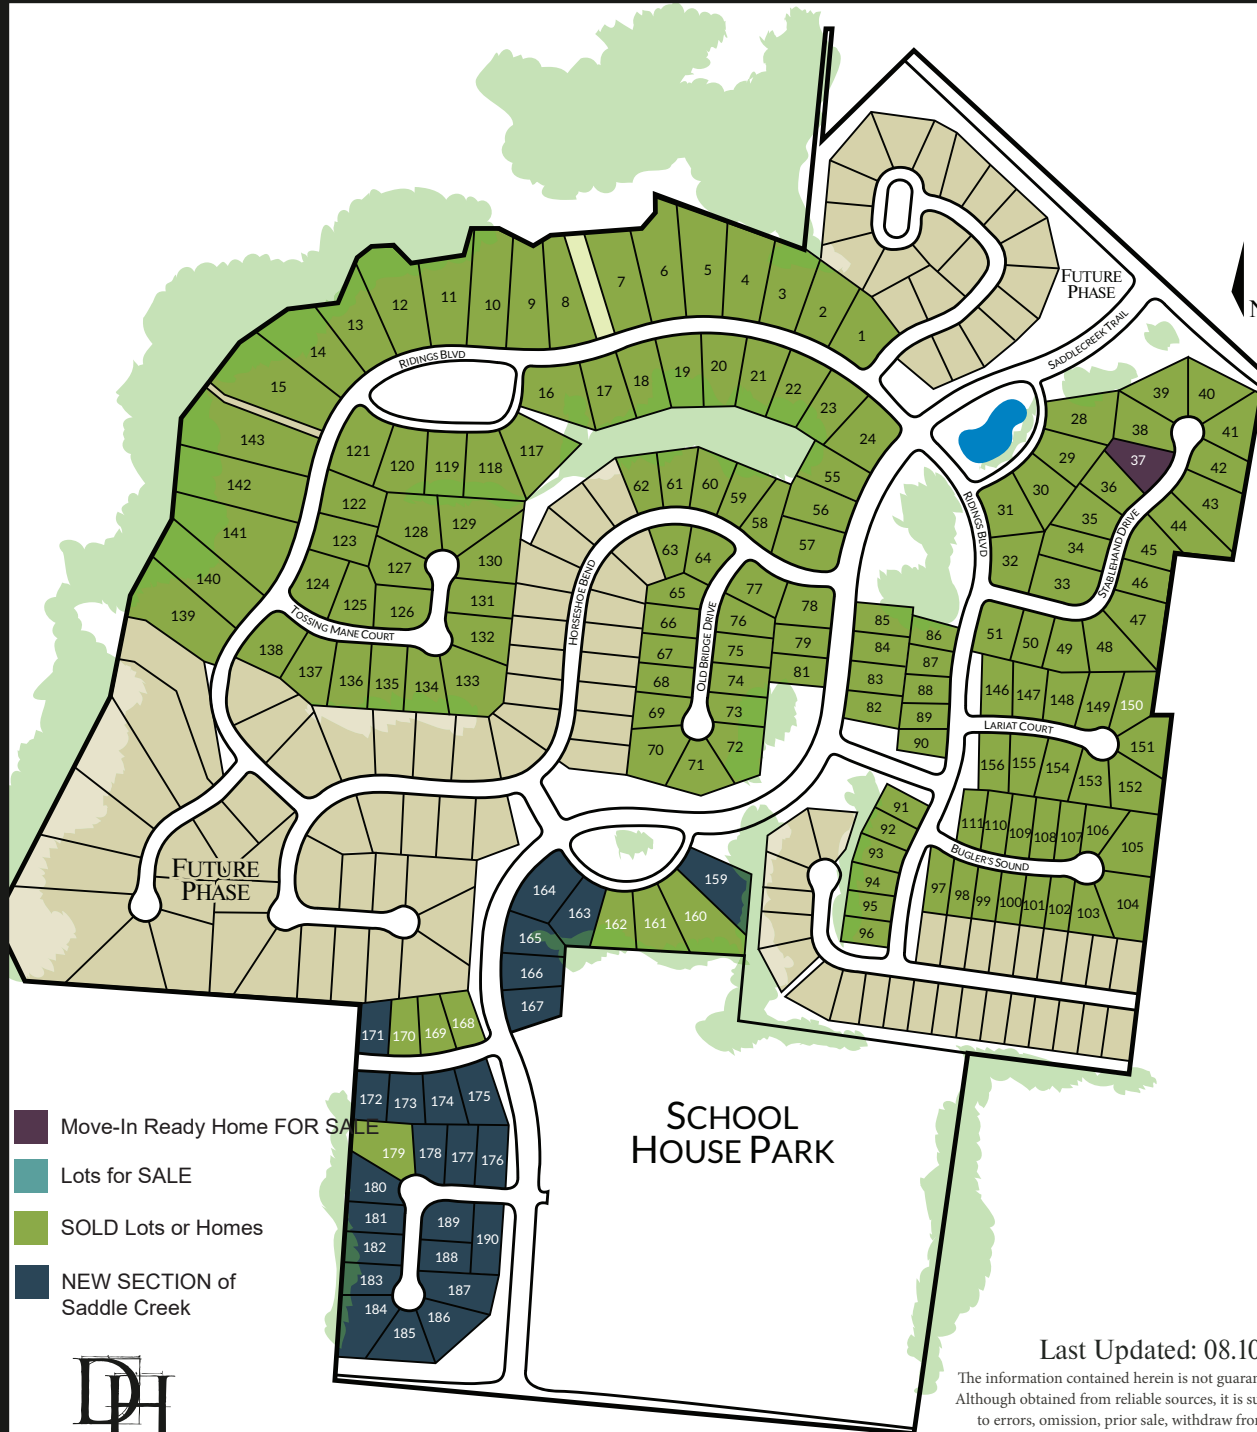 FUTURE
PHASE
N
SADDLECREEK TRAIL
RIDINGS BLVD
7 6 5 4 3 2 1
13 12 11 10 9 8
14
15
16 17 18 19 20 21 22 23 24
28 39 40
38 41
29 37 42
30 36 43
31 35 44
32 34 45
33 46
47
RIDINGS BLVD
STABLEHAND DRIVE
51 50 49 48
143
142
141
140
139
121 120 119 118 117
122 128 129
123 127 130
124 125 126 131
132
TOSSING MANE COURT
138 137 136 135 134 133
62 61 60 59 58 55
56
57
HORSESHOE BEND
63 64
65 77 78
66 76 79
67 75 81
68 74
69 73
70 71 72
OLD BRIDGE DRIVE
85 86
84 87
83 88
82 89
90
146 147 148 149 150
LARIAT COURT
151
156 155 154 153 152
91
92
93
94
95
96
111 110 109 108 107 106
105
BUGLER'S SOUND
97 98 99 100 101 102 103 104
FUTURE
PHASE
164 163 162 161 160 159
165
166
167
171 170 169 168
172 173 174 175
179 178 177 176
180
181 189 190
182 188
183 187
184 185 186
SCHOOL
HOUSE PARK
Move-In Ready Home FOR SALE
Lots for SALE
SOLD Lots or Homes
NEW SECTION of
Saddle Creek
DH
Last Updated: 08.10
The information contained herein is not guaran
Although obtained from reliable sources, it is su
to errors, omission, prior sale, withdraw from